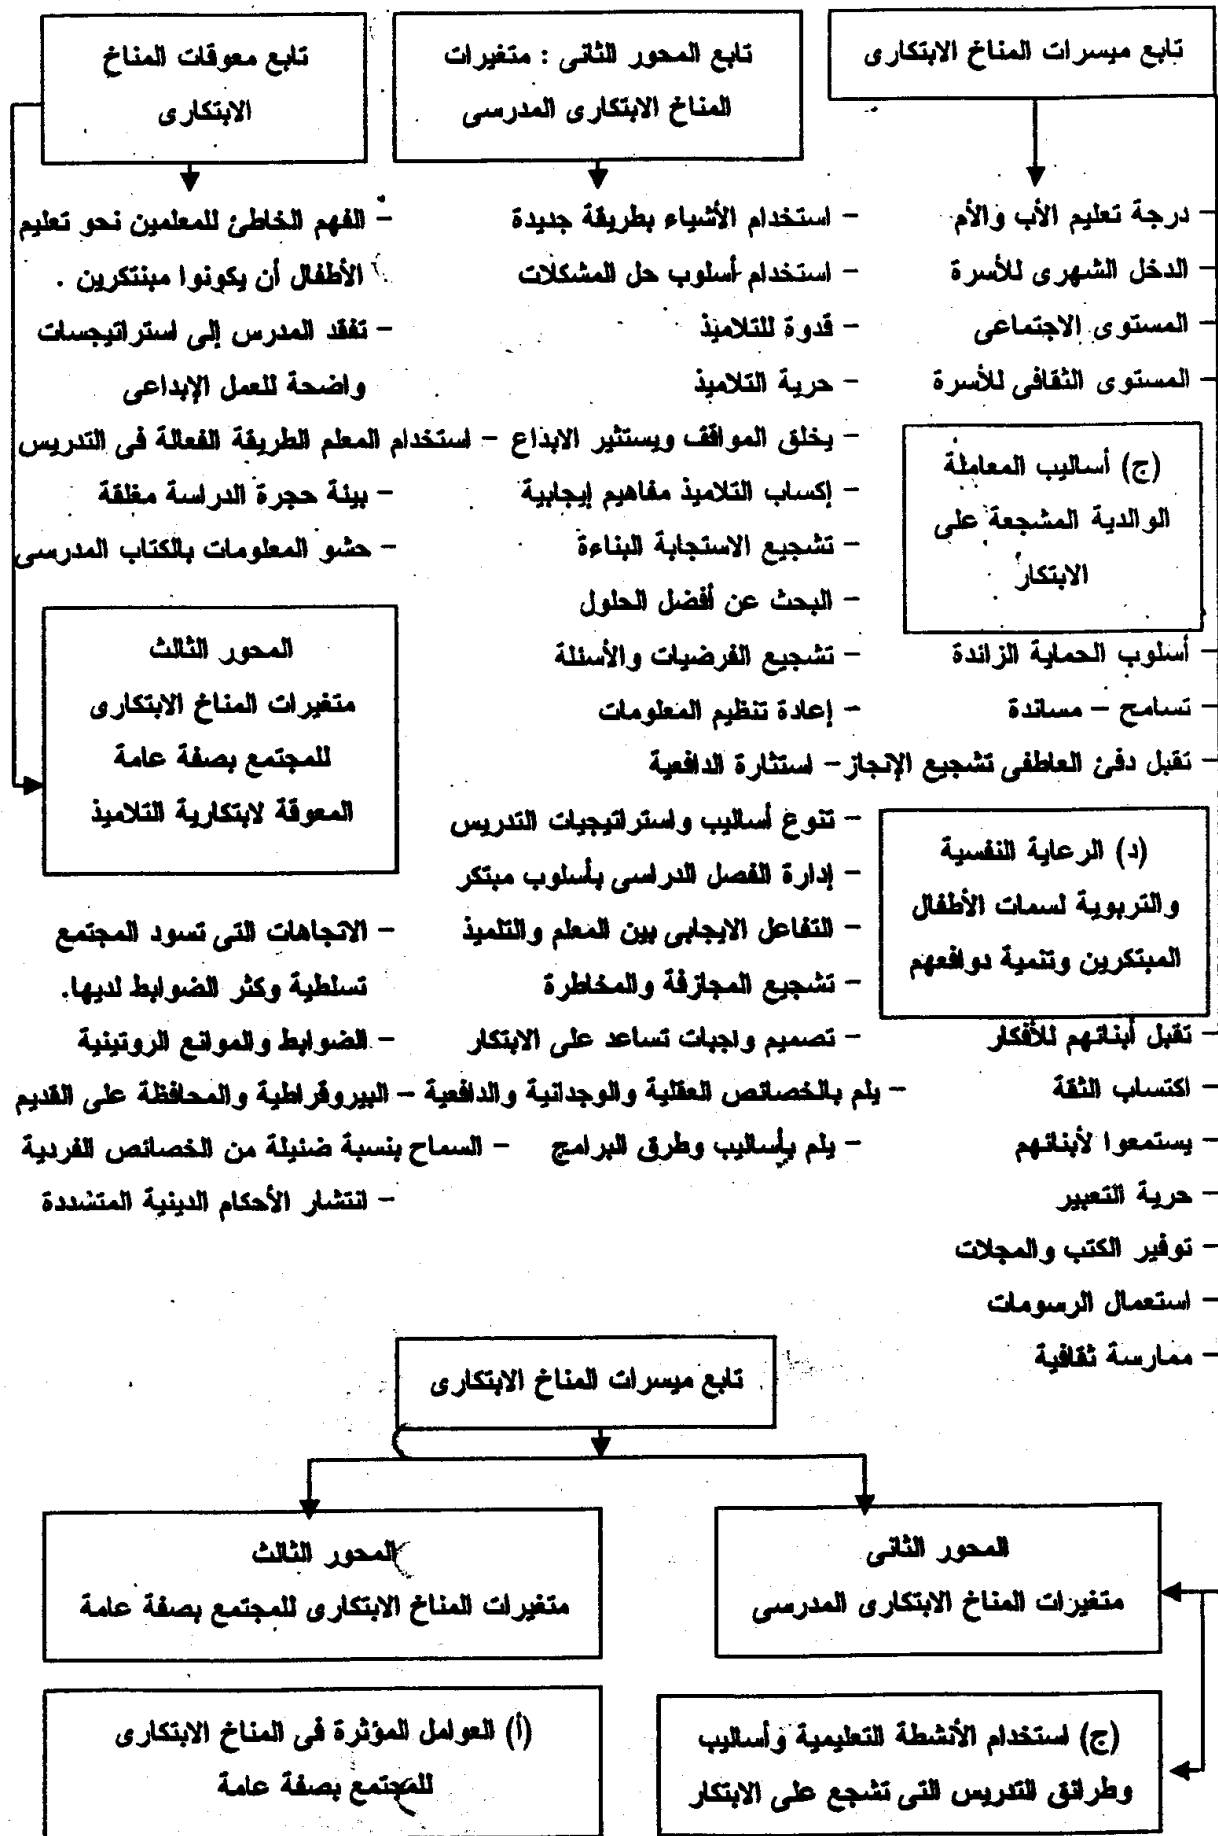 تابع ميسرات المناخ الابتكارى
- درجة تعليم الأب والأم
- الدخل الشهرى للأسرة
- المستوى الاجتماعى
- المستوى الثقافى للأسرة
(ج) أساليب المعاملة
الوالدية المشجعة على
الابتكار
- أسلوب الحماية الزائدة
- تسامح - مساندة
- تقبل دفئ العاطفى تشجيع الإنجاز
(د) الرعاية النفسية
والتربوية لسمات الأطفال
المبتكرين وتنمية دوافعهم
- تقبل أبنائهم للأفكار
- اكتساب الثقة
- يستمعوا لأبنائهم
- حرية التعبير
- توفير الكتب والمجلات
- استعمال الرسومات
- ممارسة ثقافية
تابع المحور الثانى : متغيرات
المناخ الابتكارى المدرسى
- استخدام الأشياء بطريقة جديدة
- استخدام أسلوب حل المشكلات
- قدوة للتلاميذ
- حرية التلاميذ
- يخلق المواقف ويستثير الابداع
- إكساب التلاميذ مفاهيم إيجابية
- تشجيع الاستجابة البناءة
- البحث عن أفضل الحلول
- تشجيع الفرضيات والأسئلة
- إعادة تنظيم المعلومات
- استثارة الدافعية
- تنوع أساليب واستراتيجيات التدريس
- إدارة الفصل الدراسى بأسلوب مبتكر
- التفاعل الايجابى بين المعلم والتلميذ
- تشجيع المجازفة والمخاطرة
- تصميم واجبات تساعد على الابتكار
- يلم بالخصائص العقلية والوجدانية والدافعية
- يلم بأساليب وطرق البرامج
تابع معوقات المناخ
الابتكارى
- الفهم الخاطئ للمعلمين نحو تعليم
الأطفال أن يكونوا مبنتكرين .
- تفقد المدرس إلى استراتيجسات
واضحة للعمل الإبداعى
- استخدام المعلم الطريقة الفعالة فى التدريس
- بيئة حجرة الدراسة مغلقة
- حشو المعلومات بالكتاب المدرسى
المحور الثالث
متغيرات المناخ الابتكارى
للمجتمع بصفة عامة
المعوقة لابتكارية التلاميذ
- الاتجاهات التى تسود المجتمع
تسلطية وكثر الضوابط لديها.
- الضوابط والموانع الروتينية
- البيروقراطية والمحافظة على القديم
- السماح بنسبة ضئيلة من الخصائص الفردية
- انتشار الأحكام الدينية المتشددة
تابع ميسرات المناخ الابتكارى
المحور الثانى
متغيرات المناخ الابتكارى المدرسى
(ج) استخدام الأنشطة التعليمية وأساليب
وطرائق التدريس التى تشجع على الابتكار
المحور الثالث
متغيرات المناخ الابتكارى للمجتمع بصفة عامة
(أ) العوامل المؤثرة فى المناخ الابتكارى
للمجتمع بصفة عامة